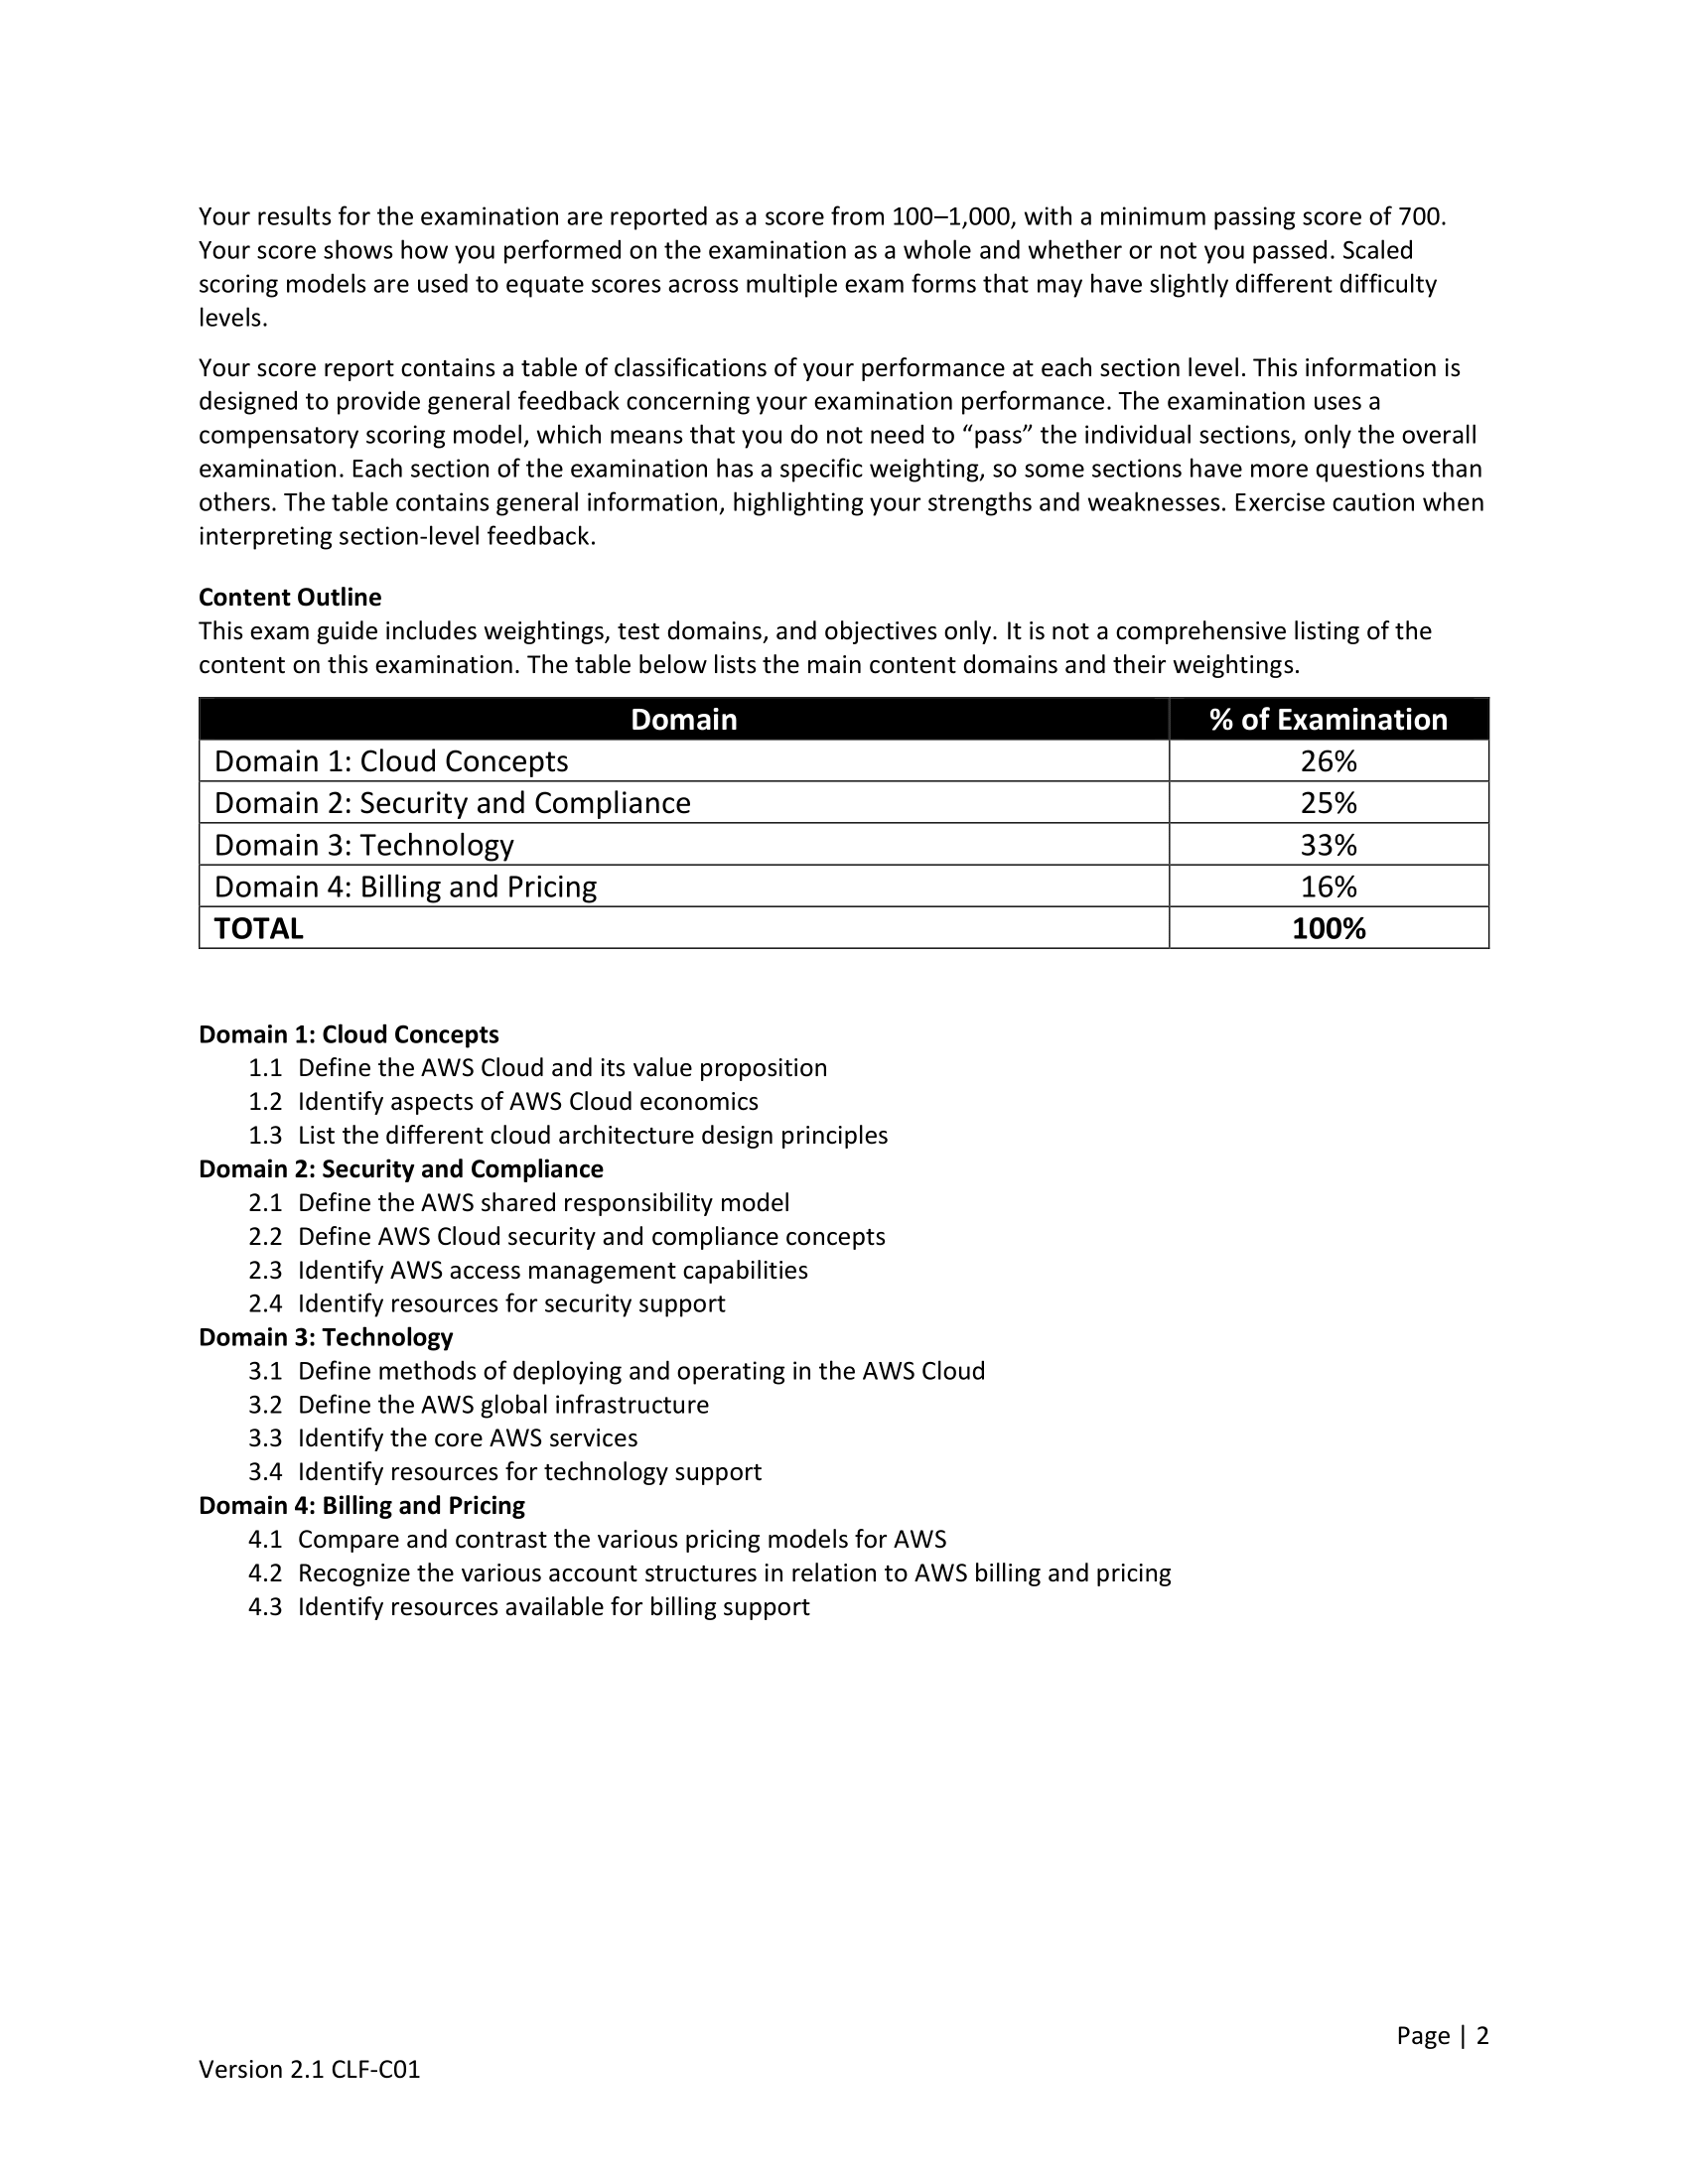 Your results for the examination are reported as a score from 100–1,000, with a minimum passing score of 700.
Your score shows how you performed on the examination as a whole and whether or not you passed. Scaled
scoring models are used to equate scores across multiple exam forms that may have slightly different difficulty
levels.
Your score report contains a table of classifications of your performance at each section level. This information is
designed to provide general feedback concerning your examination performance. The examination uses a
compensatory scoring model, which means that you do not need to “pass” the individual sections, only the overall
examination. Each section of the examination has a specific weighting, so some sections have more questions than
others. The table contains general information, highlighting your strengths and weaknesses. Exercise caution when
interpreting section-level feedback.
Content Outline
This exam guide includes weightings, test domains, and objectives only. It is not a comprehensive listing of the
content on this examination. The table below lists the main content domains and their weightings.
Domain % of Examination
Domain 1: Cloud Concepts 26%
Domain 2: Security and Compliance 25%
Domain 3: Technology 33%
Domain 4: Billing and Pricing 16%
TOTAL 100%
Domain 1: Cloud Concepts
1.1 Define the AWS Cloud and its value proposition
1.2 Identify aspects of AWS Cloud economics
1.3 List the different cloud architecture design principles
Domain 2: Security and Compliance
2.1 Define the AWS shared responsibility model
2.2 Define AWS Cloud security and compliance concepts
2.3 Identify AWS access management capabilities
2.4 Identify resources for security support
Domain 3: Technology
3.1 Define methods of deploying and operating in the AWS Cloud
3.2 Define the AWS global infrastructure
3.3 Identify the core AWS services
3.4 Identify resources for technology support
Domain 4: Billing and Pricing
4.1 Compare and contrast the various pricing models for AWS
4.2 Recognize the various account structures in relation to AWS billing and pricing
4.3 Identify resources available for billing support
Page | 2
Version 2.1 CLF-C01